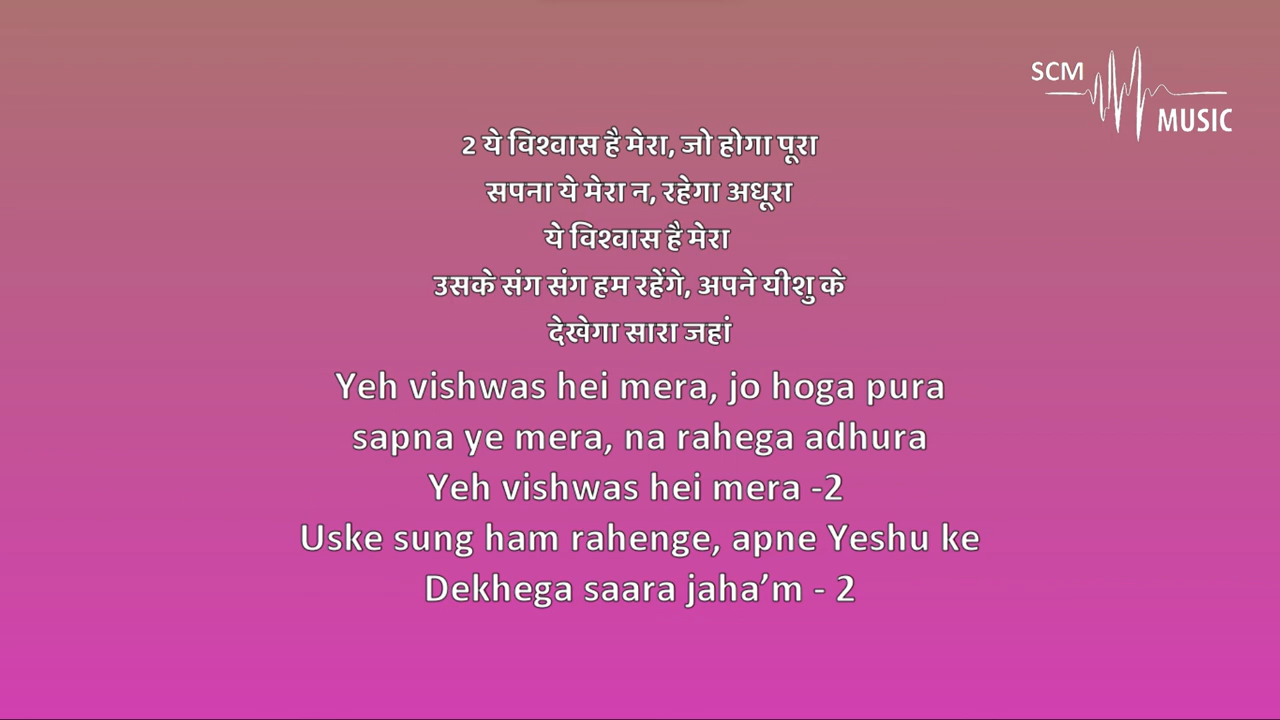 SCM
MUSIC
2 ये विश्वास है मेरा, जो होगा पूरा
सपना ये मेरा न, रहेगा अधूरा
ये विश्वास है मेरा
उसके संग संग हम रहेंगे, अपने यीशु के
देखेगा सारा जहां
Yeh vishwas hei mera, jo hoga pura
sapna ye mera, na rahega adhura
Yeh vishwas hei mera -2
Uske sung ham rahenge, apne Yeshu ke
Dekhega saara jaha’m - 2